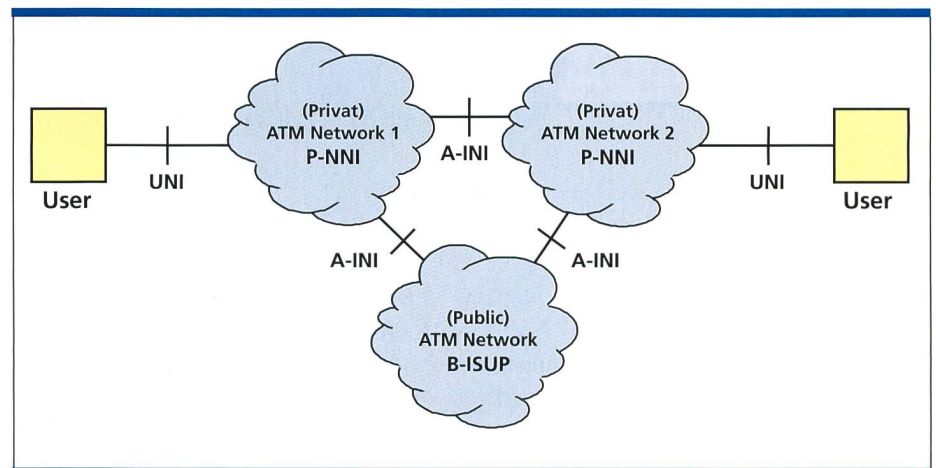 (Privat)
ATM Network 1
P-NNI
A-INI
(Privat)
ATM Network 2
P-NNI
UNI
User
UNI
User
A-INI
A-INI
(Public)
ATM Network
B-ISUP